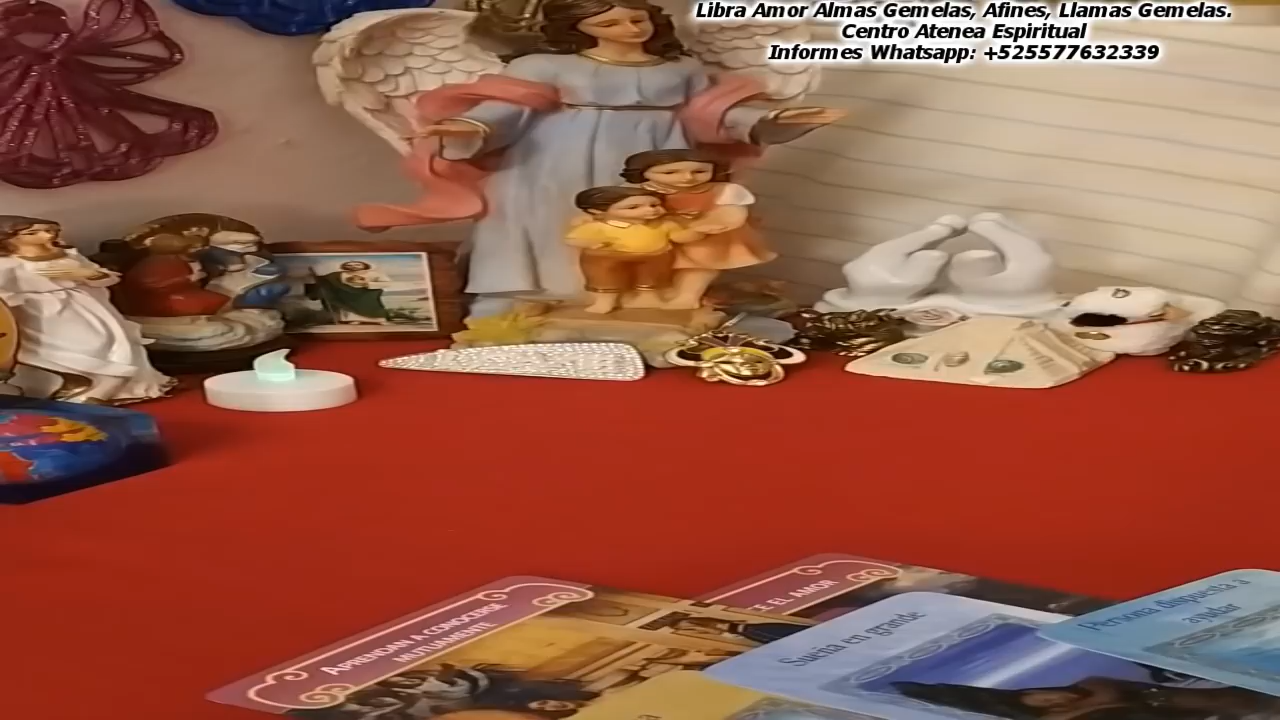 Libra Amor Almas Gemelas, Afines, Llamas Gemelas.
Centro Atenea Espiritual
Informes Whatsapp: +525577632339
APRENDAN A CONOCERSE
MUTUAMENTE
EL AMOR
Sueña en grande
Persona dispuesta a
ayudar